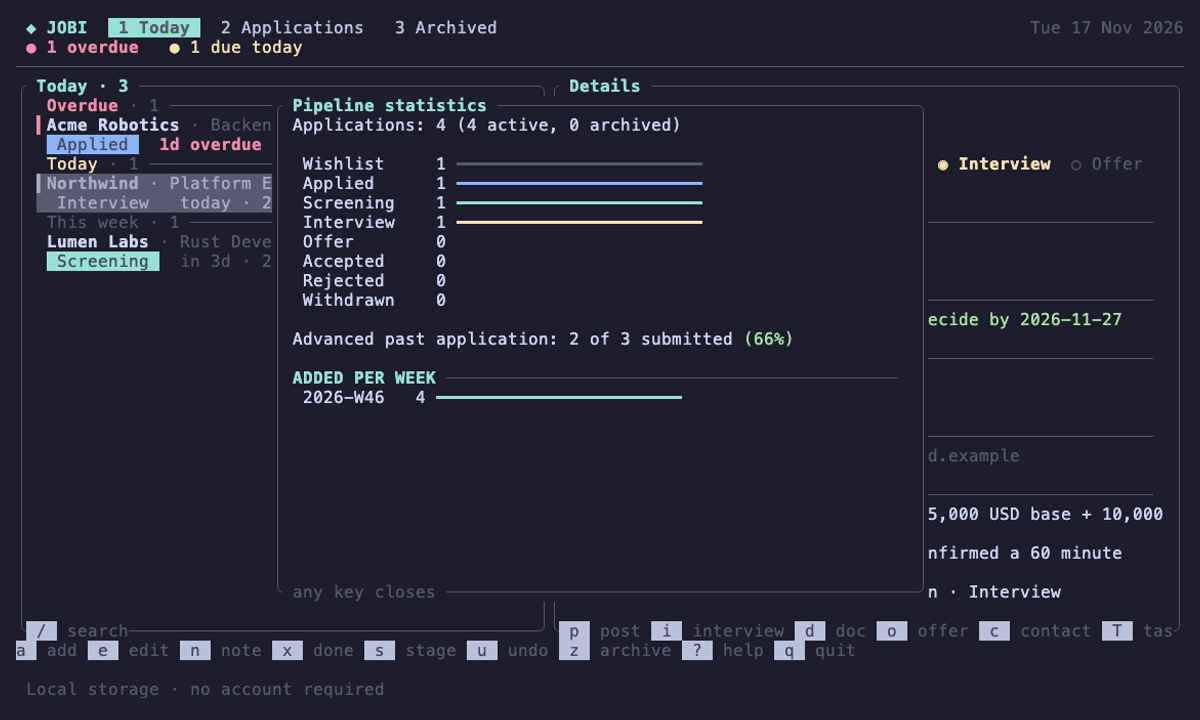 ◆ JOBI 1 Today 2 Applications 3 Archived Tue 17 Nov 2026
● 1 overdue ● 1 due today
Today · 3
Details
Overdue · 1
Acme Robotics · Backen
Applied 1d overdue
Today · 1
Northwind · Platform E
Interview today · 2
This week · 1
Lumen Labs · Rust Deve
Screening in 3d · 2
Pipeline statistics
Applications: 4 (4 active, 0 archived)
Wishlist 1
Applied 1
Screening 1
Interview 1
Offer 0
Accepted 0
Rejected 0
Withdrawn 0
Advanced past application: 2 of 3 submitted (66%)
ADDED PER WEEK
2026-W46 4
any key closes
◉ Interview ○ Offer
ecide by 2026-11-27
d.example
5,000 USD base + 10,000
nfirmed a 60 minute
n · Interview
/ search
p post i interview d doc o offer c contact T tas
a add e edit n note x done s stage u undo z archive ? help q quit
Local storage · no account required